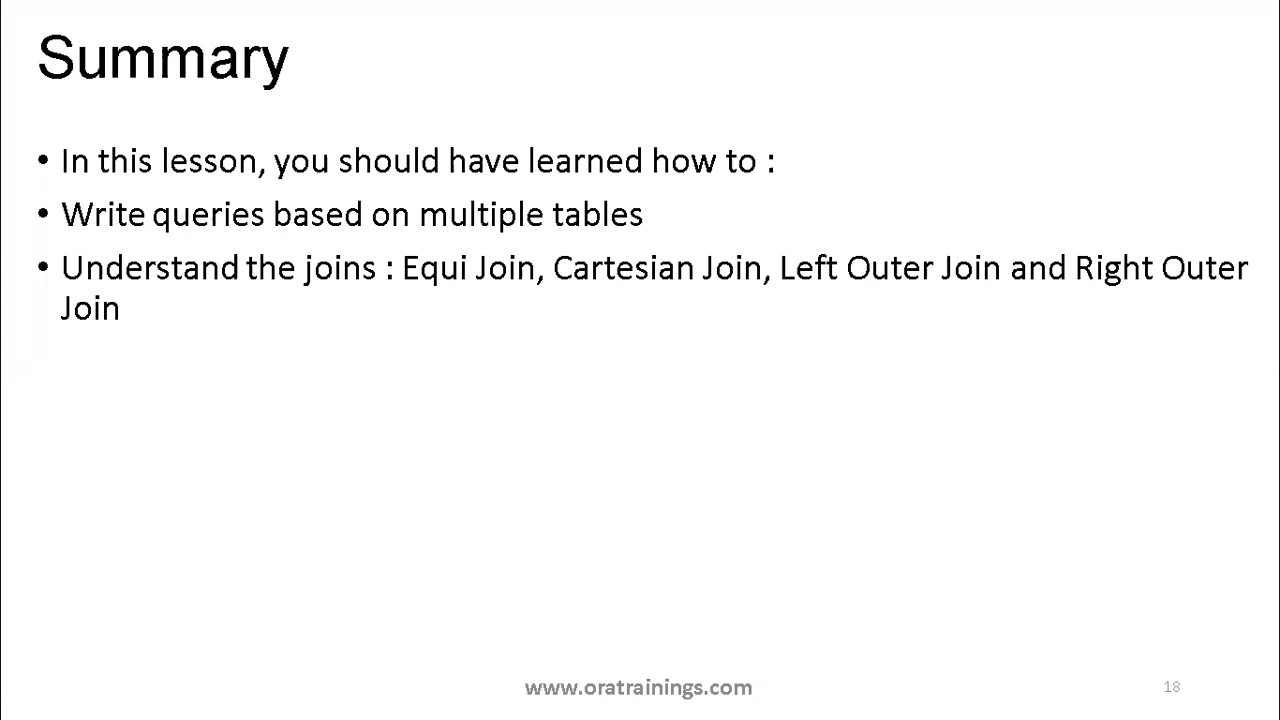 Summary
• In this lesson, you should have learned how to :
• Write queries based on multiple tables
• Understand the joins : Equi Join, Cartesian Join, Left Outer Join and Right Outer
Join
www.oratrainings.com
18